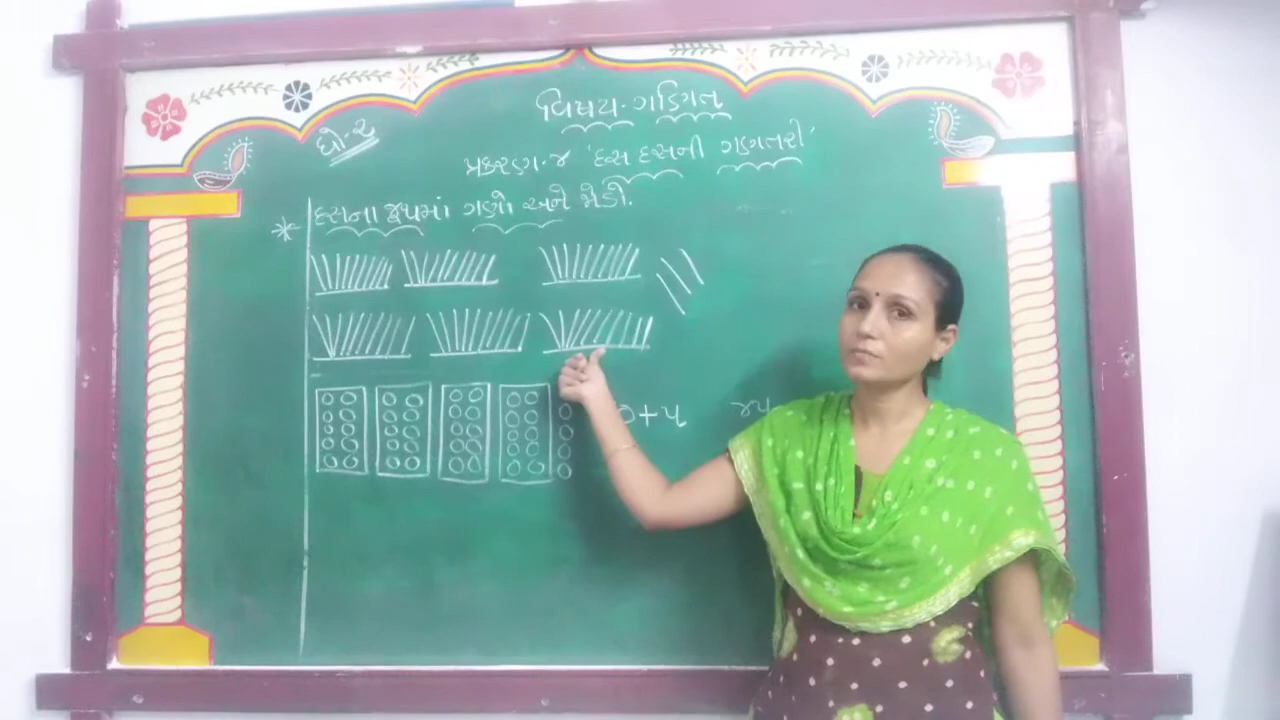 વિષય-ગણિત
ધો-૨
પ્રકરણ-૪ 'દસ દસની ગણતરી'
* દસના જૂથમાં ગણો અને જોડો.
૦+૫ ૪૫